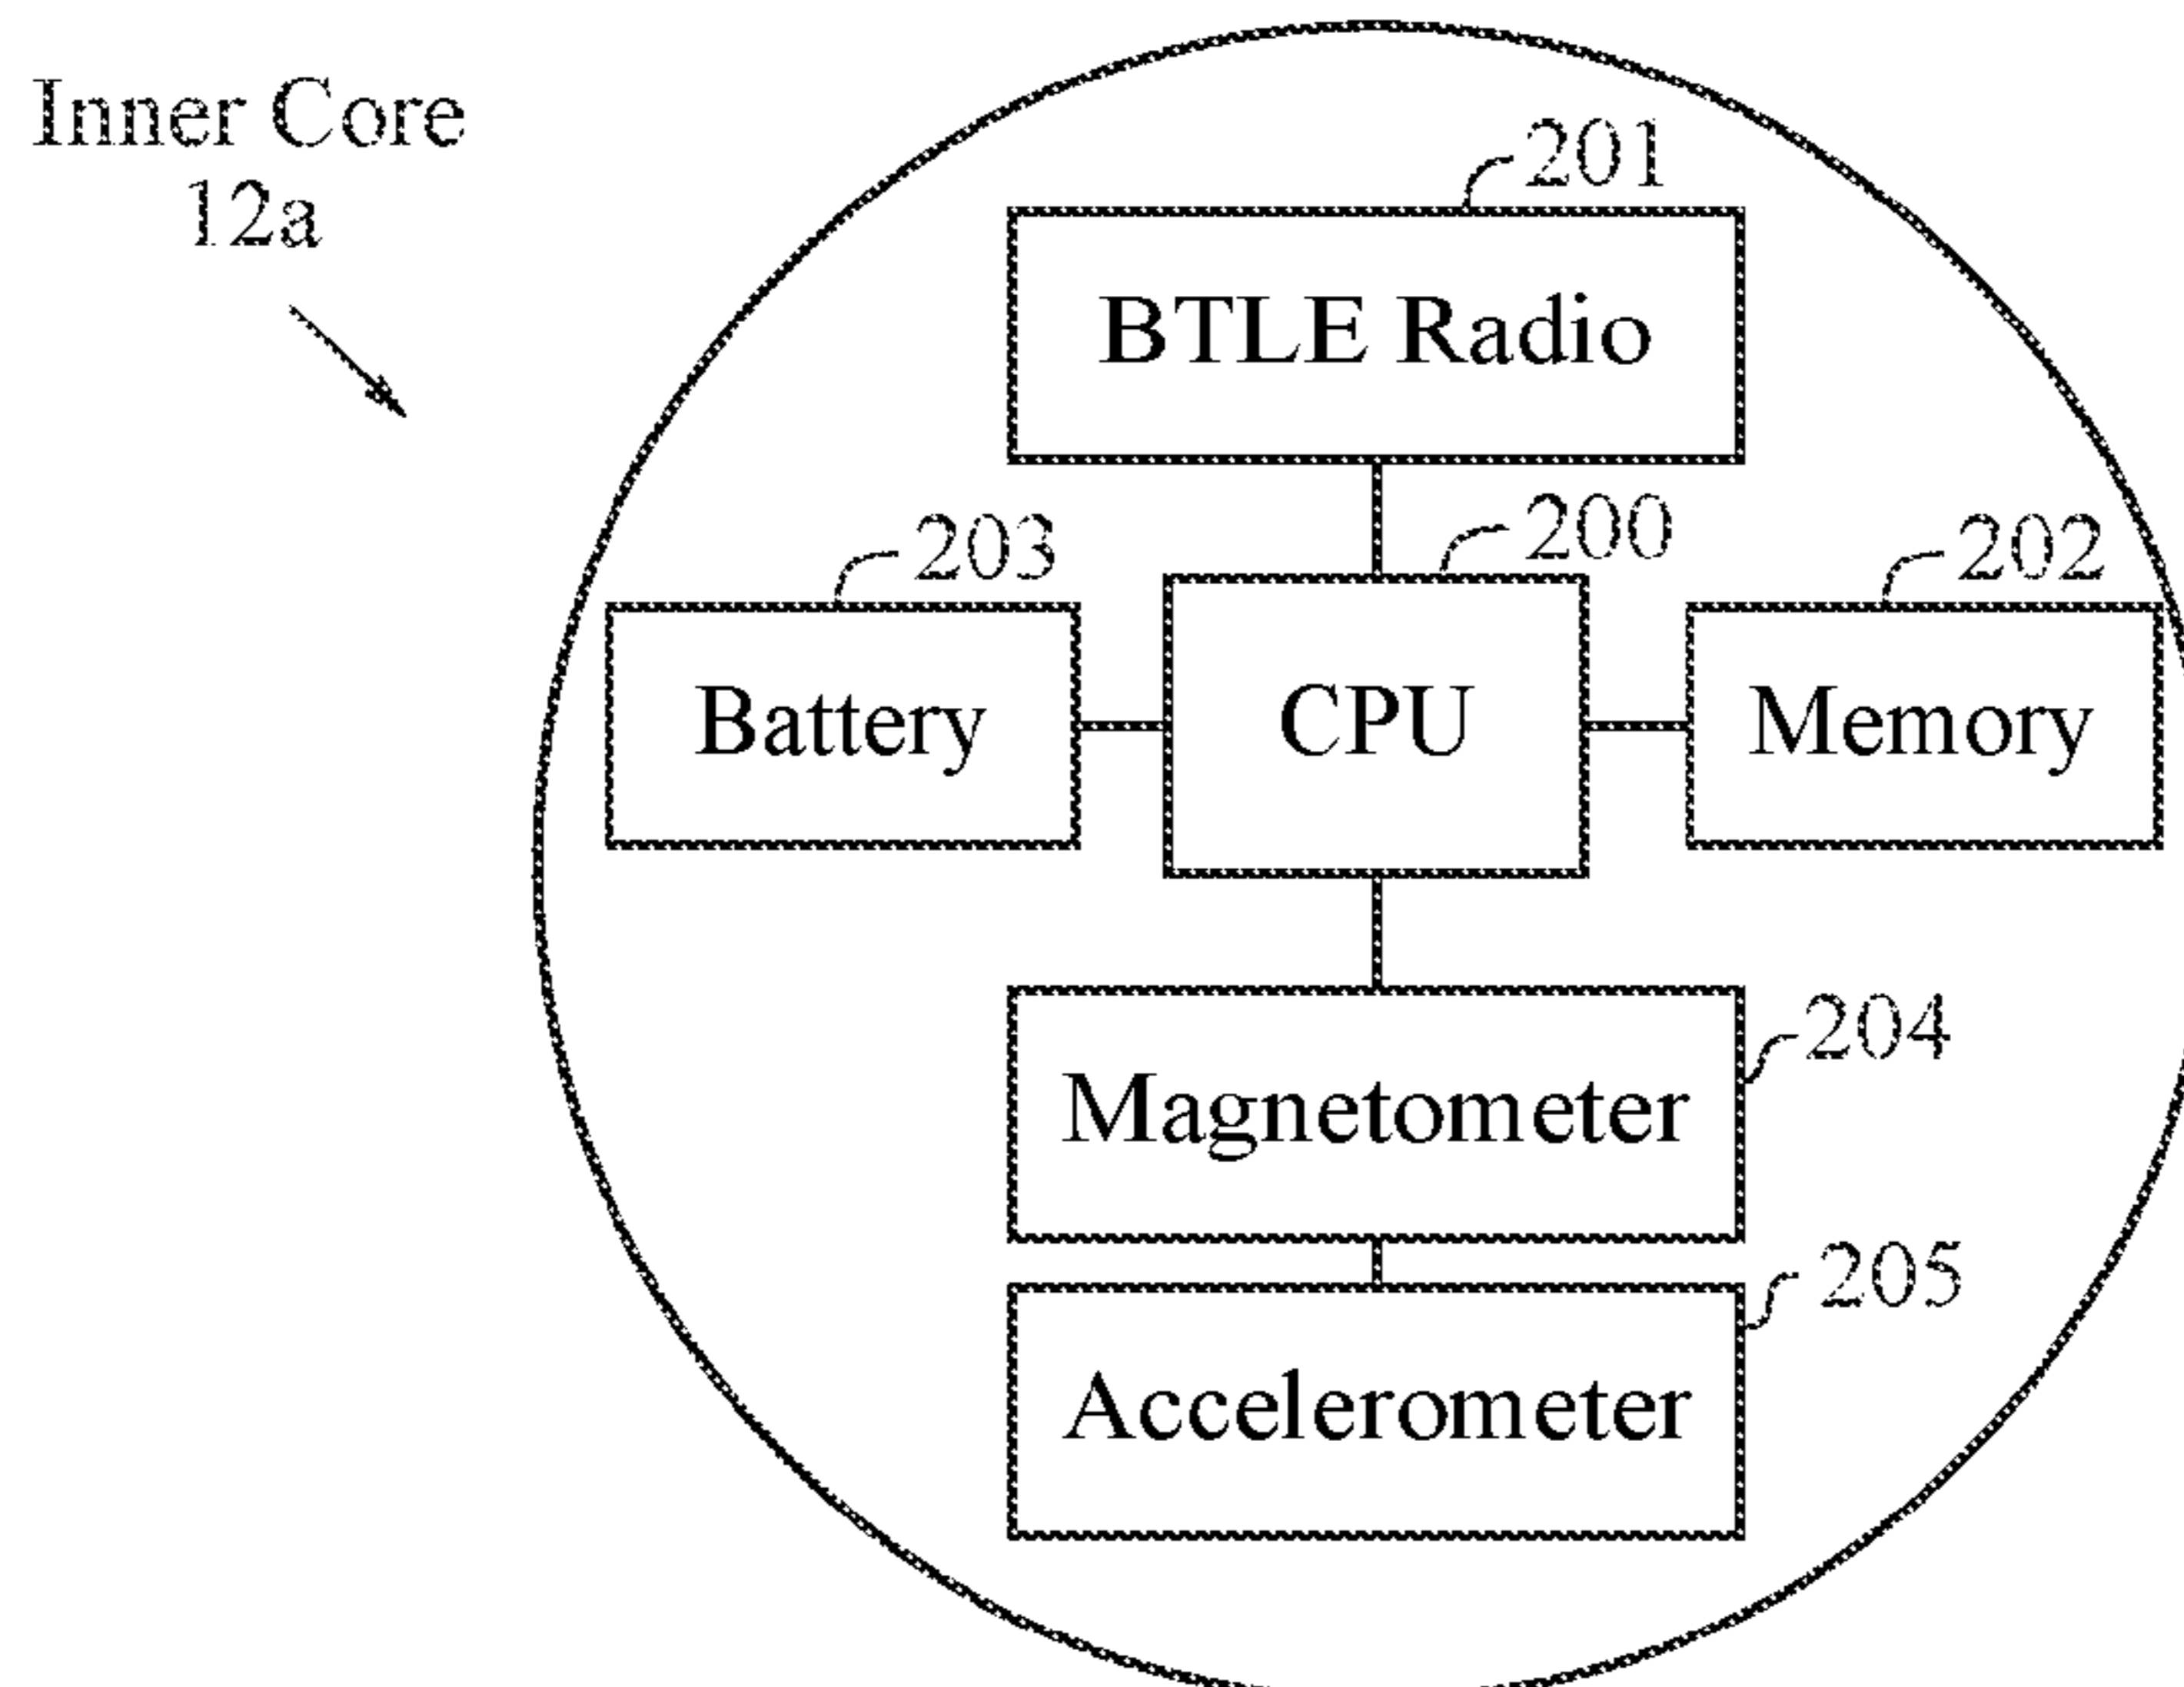 Inner Core
12a
201
BTLE Radio
203
200
202
Battery
CPU
Memory
204
Magnetometer
205
Accelerometer